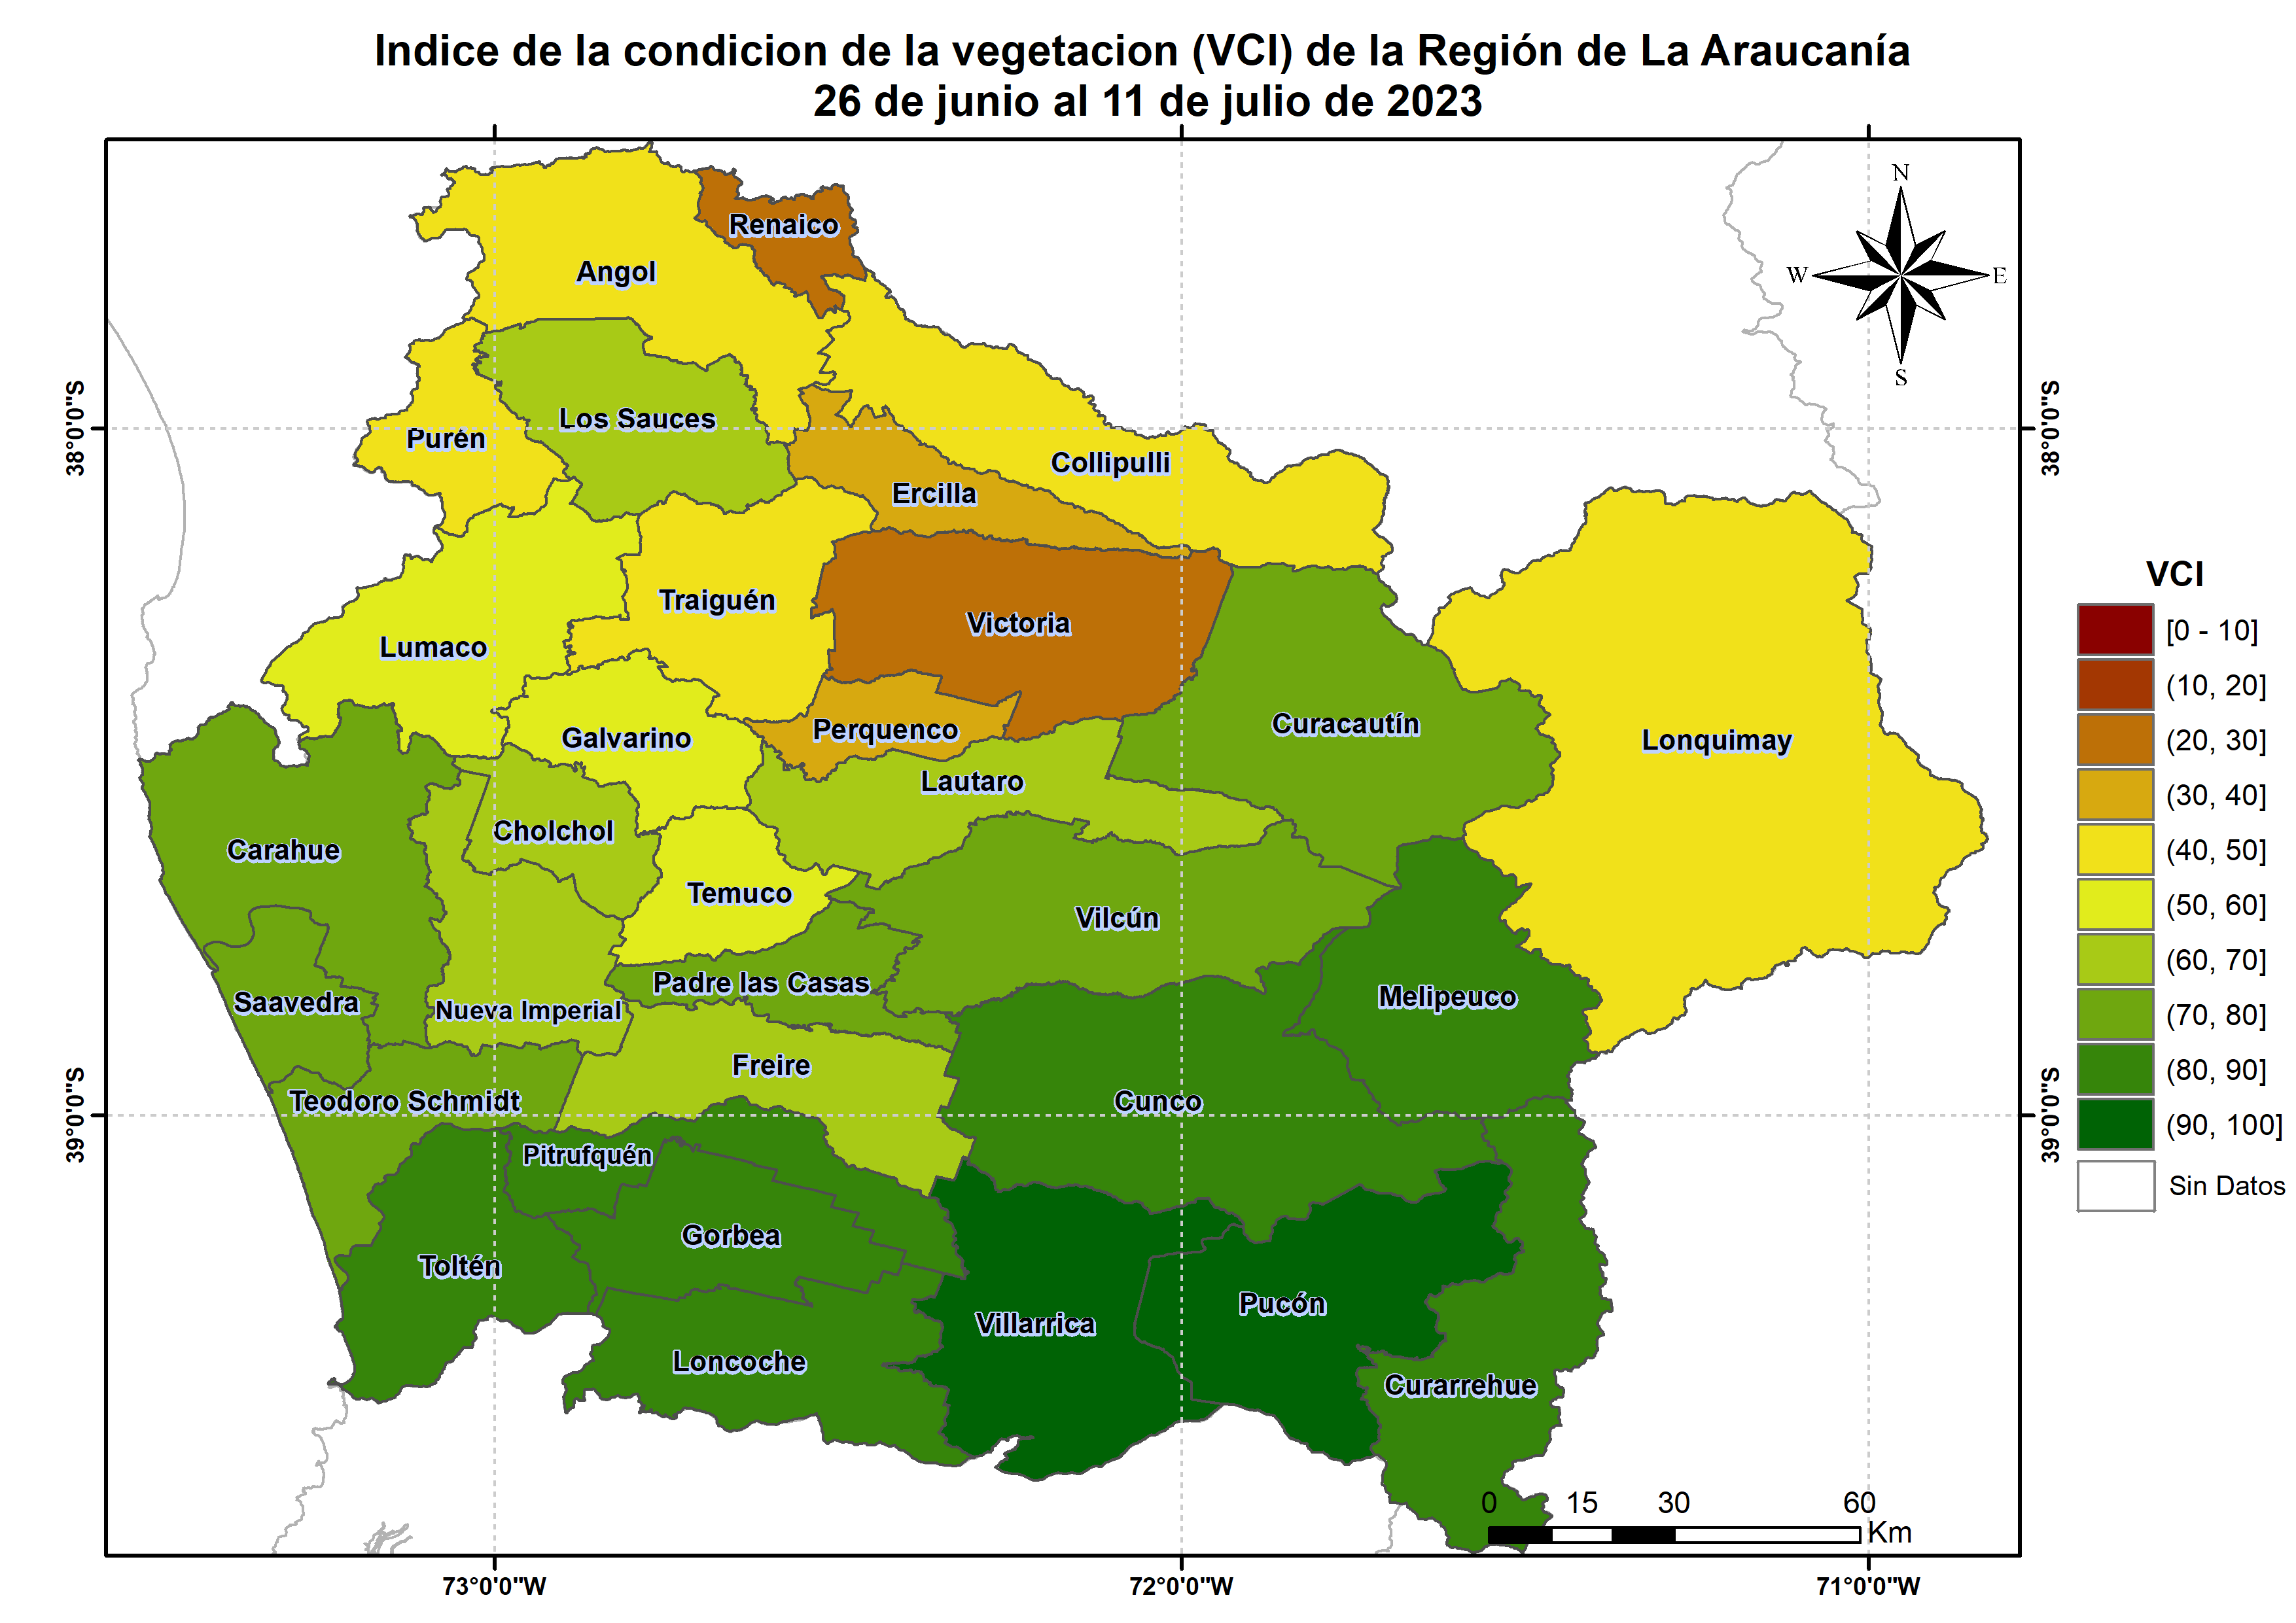 Indice de la condicion de la vegetacion (VCI) de la Región de La Araucanía
26 de junio al 11 de julio de 2023
N
W
E
S
Renaico
Angol
Los Sauces
Purén
Collipulli
Ercilla
Traiguén
Victoria
Lumaco
Galvarino
Perquenco
Curacautín
Lonquimay
Lautaro
Cholchol
Carahue
Temuco
Vilcún
Padre las Casas
Saavedra
Nueva Imperial
Melipeuco
Freire
Teodoro Schmidt
Cunco
Pitrufquén
Gorbea
Toltén
Pucón
Villarrica
Loncoche
Curarrehue
38°0'0"S
38°0'0"S
39°0'0"S
39°0'0"S
73°0'0"W
72°0'0"W
71°0'0"W
0 15 30 60
Km
VCI
[0 - 10]
(10, 20]
(20, 30]
(30, 40]
(40, 50]
(50, 60]
(60, 70]
(70, 80]
(80, 90]
(90, 100]
Sin Datos